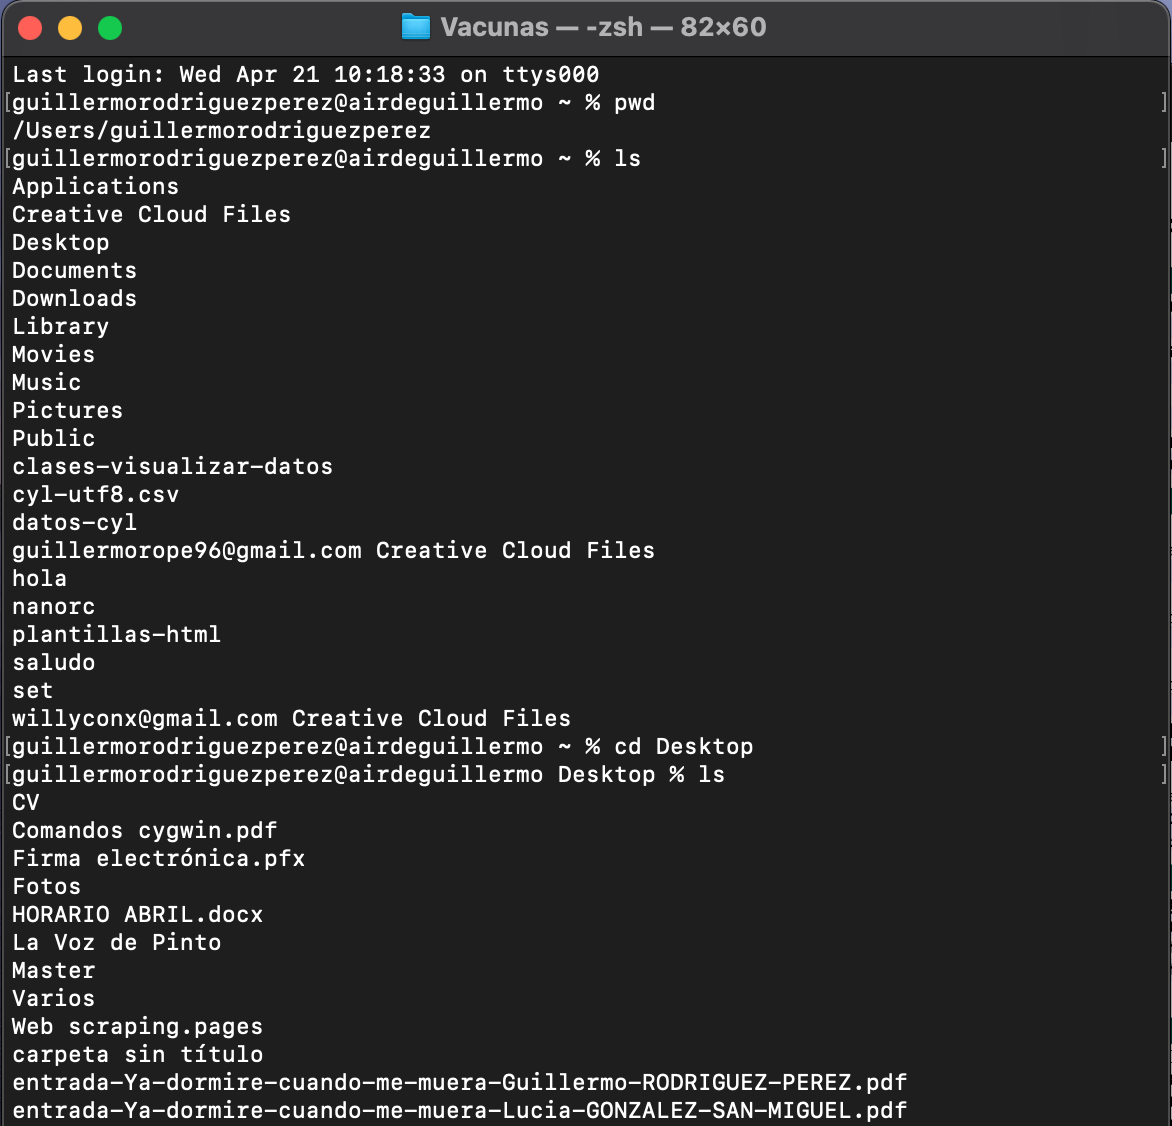 Vacunas — -zsh — 82×60
Last login: Wed Apr 21 10:18:33 on ttys000
[guillermorodriguezperez@airdeguillermo ~ % pwd ]
/Users/guillermorodriguezperez
[guillermorodriguezperez@airdeguillermo ~ % ls ]
Applications
Creative Cloud Files
Desktop
Documents
Downloads
Library
Movies
Music
Pictures
Public
clases-visualizar-datos
cyl-utf8.csv
datos-cyl
guillermorope96@gmail.com Creative Cloud Files
hola
nanorc
plantillas-html
saludo
set
willyconx@gmail.com Creative Cloud Files
[guillermorodriguezperez@airdeguillermo ~ % cd Desktop ]
[guillermorodriguezperez@airdeguillermo Desktop % ls ]
CV
Comandos cygwin.pdf
Firma electrónica.pfx
Fotos
HORARIO ABRIL.docx
La Voz de Pinto
Master
Varios
Web scraping.pages
carpeta sin título
entrada-Ya-dormire-cuando-me-muera-Guillermo-RODRIGUEZ-PEREZ.pdf
entrada-Ya-dormire-cuando-me-muera-Lucia-GONZALEZ-SAN-MIGUEL.pdf